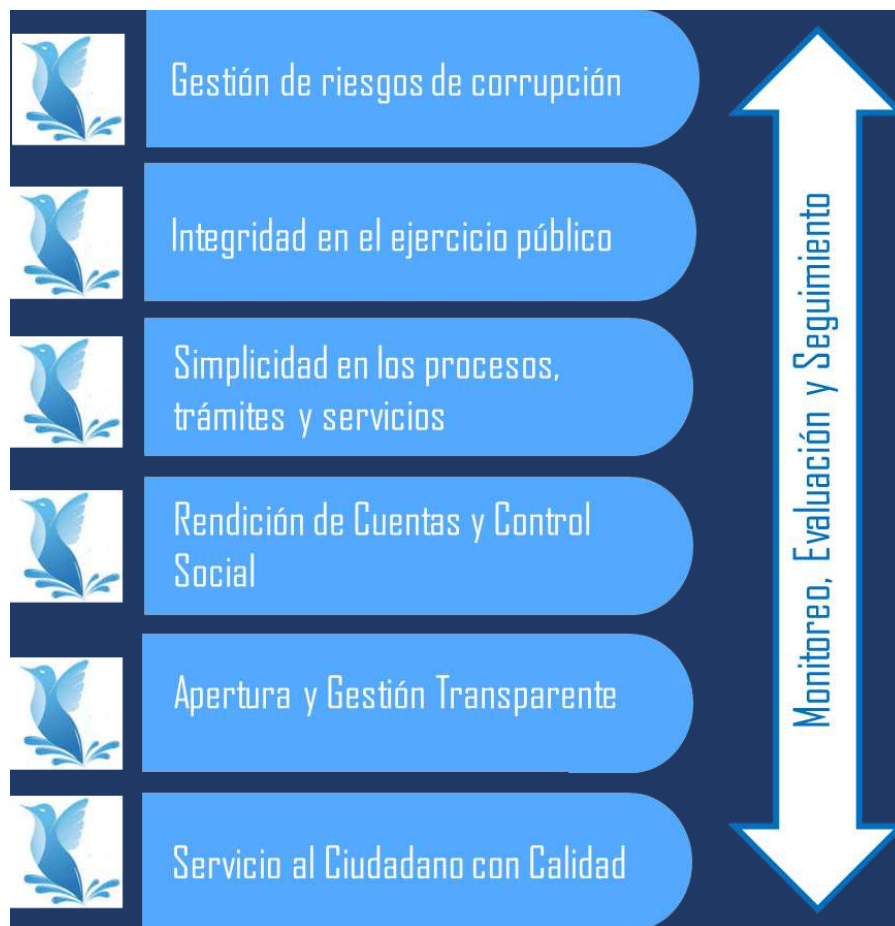 Gestión de riesgos de corrupción
Integridad en el ejercicio público
Simplicidad en los procesos,
trámites y servicios
Rendición de Cuentas y Control
Social
Apertura y Gestión Transparente
Servicio al Ciudadano con Calidad
Monitoreo, Evaluación y Seguimiento